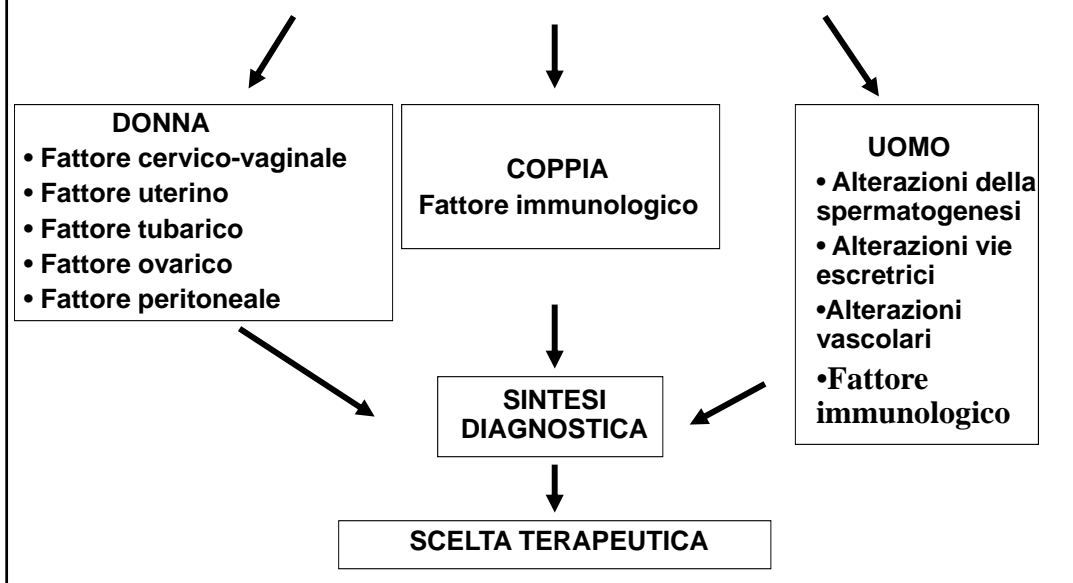 DONNA
• Fattore cervico-vaginale
• Fattore uterino
• Fattore tubarico
• Fattore ovarico
• Fattore peritoneale
COPPIA
Fattore immunologico
UOMO
• Alterazioni della
spermatogenesi
• Alterazioni vie
escretrici
•Alterazioni
vascolari
•Fattore
immunologico
SINTESI
DIAGNOSTICA
SCELTA TERAPEUTICA